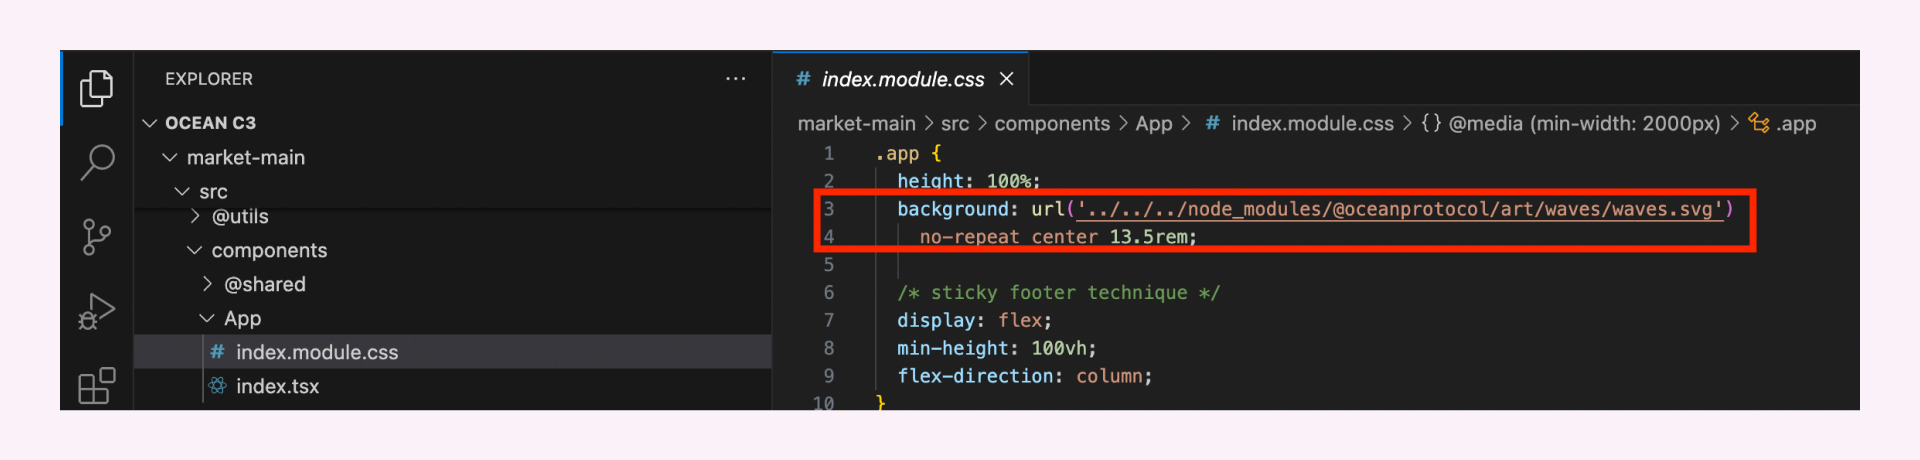 EXPLORER
OCEAN C3
market-main
src
@utils
components
@shared
App
# index.module.css
index.tsx
# index.module.css
market-main > src > components > App > # index.module.css > {} @media (min-width: 2000px) > .app
1 .app {
2 height: 100%;
3 background: url('../../../node_modules/@oceanprotocol/art/waves/waves.svg')
4 no-repeat center 13.5rem;
5
6 /* sticky footer technique */
7 display: flex;
8 min-height: 100vh;
9 flex-direction: column;
10 }